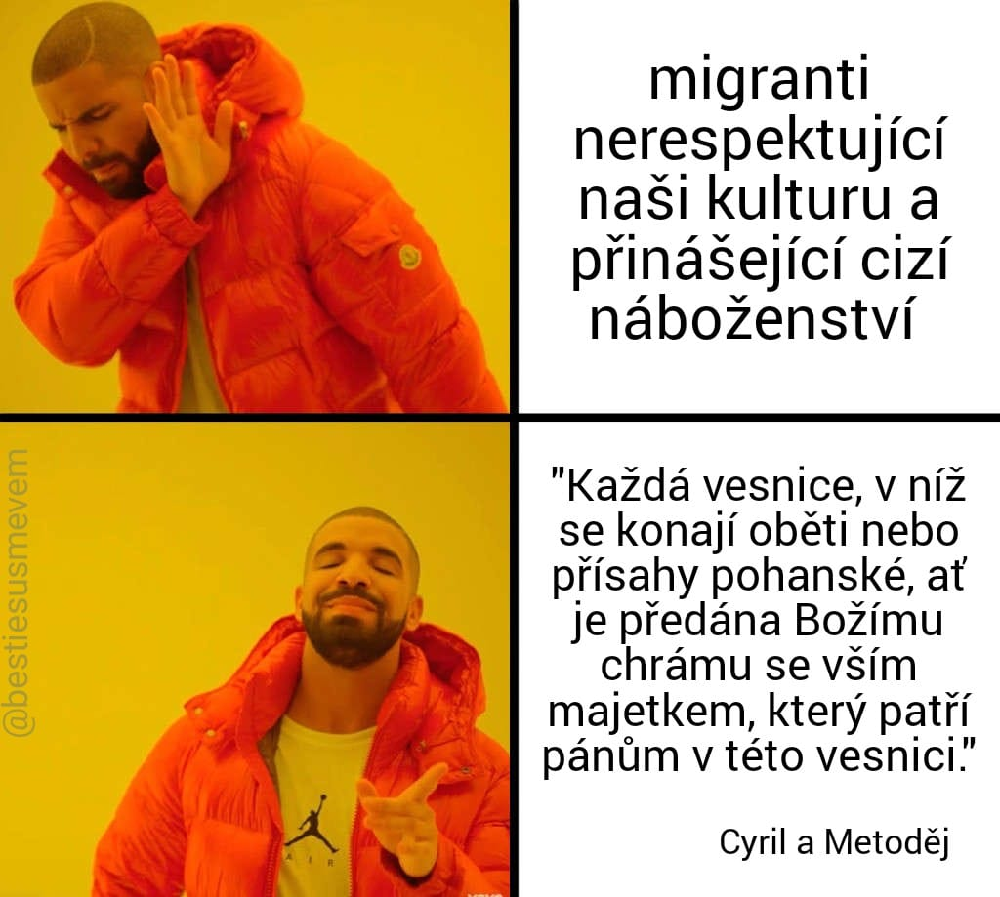 migranti
nerespektující
naši kulturu a
přinášející cizí
náboženství
"Každá vesnice, v níž
se konají oběti nebo
přísahy pohanské, ať
je předána Božímu
chrámu se vším
majetkem, který patří
pánům v této vesnici."
Cyril a Metoděj
@bestiesusmevem
AIR